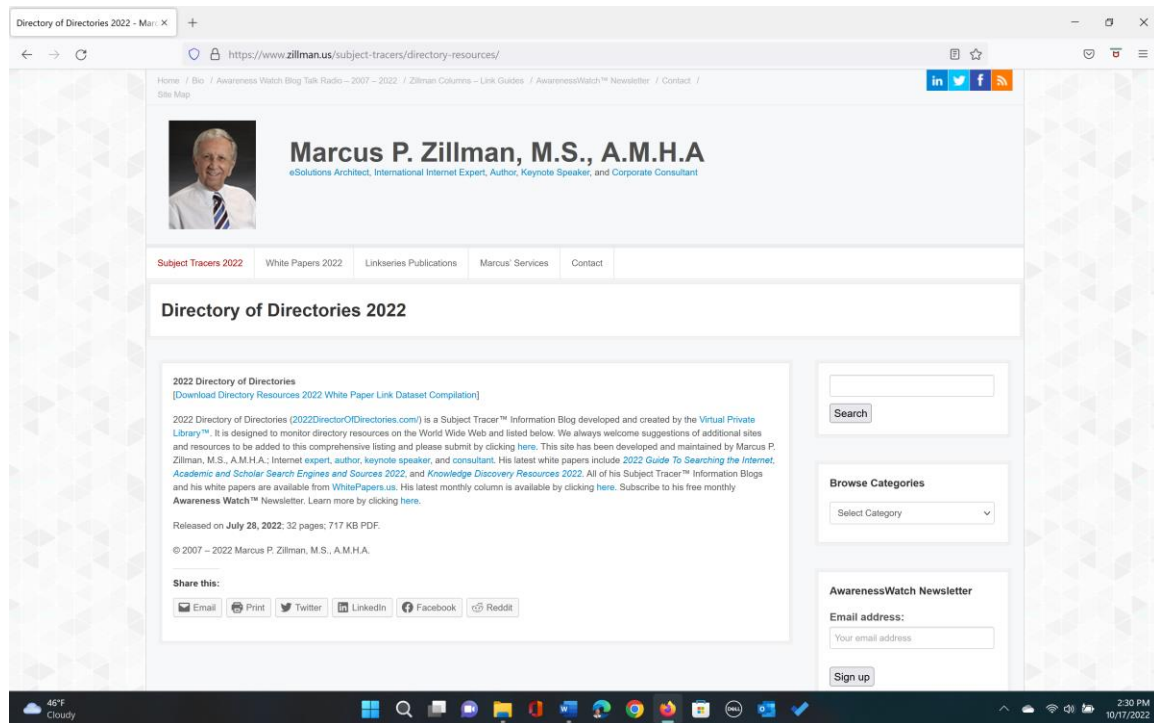 Directory of Directories 2022 - Marc
https://www.zillman.us/subject-tracers/directory-resources/
Home / Bio / Awareness Watch Blog Talk Radio – 2007 – 2022 / Zillman Columns – Link Guides / AwarenessWatch™ Newsletter / Contact /
Site Map
Marcus P. Zillman, M.S., A.M.H.A
eSolutions Architect, International Internet Expert, Author, Keynote Speaker, and Corporate Consultant
Subject Tracers 2022 White Papers 2022 Linkseries Publications Marcus' Services Contact
Directory of Directories 2022
2022 Directory of Directories
[Download Directory Resources 2022 White Paper Link Dataset Compilation]
2022 Directory of Directories (2022DirectorOfDirectories.com/) is a Subject Tracer™ Information Blog developed and created by the Virtual Private
Library™. It is designed to monitor directory resources on the World Wide Web and listed below. We always welcome suggestions of additional sites
and resources to be added to this comprehensive listing and please submit by clicking here. This site has been developed and maintained by Marcus P.
Zillman, M.S., A.M.H.A.; Internet expert, author, keynote speaker, and consultant. His latest white papers include 2022 Guide To Searching the Internet,
Academic and Scholar Search Engines and Sources 2022, and Knowledge Discovery Resources 2022. All of his Subject Tracer™ Information Blogs
and his white papers are available from WhitePapers.us. His latest monthly column is available by clicking here. Subscribe to his free monthly
Awareness Watch™ Newsletter. Learn more by clicking here.
Released on July 28, 2022; 32 pages; 717 KB PDF.
© 2007 – 2022 Marcus P. Zillman, M.S., A.M.H.A.
Share this:
Email Print Twitter LinkedIn Facebook Reddit
Search
Browse Categories
Select Category
AwarenessWatch Newsletter
Email address:
Your email address
Sign up
46°F
Cloudy
DELL
2:30 PM
10/17/2022